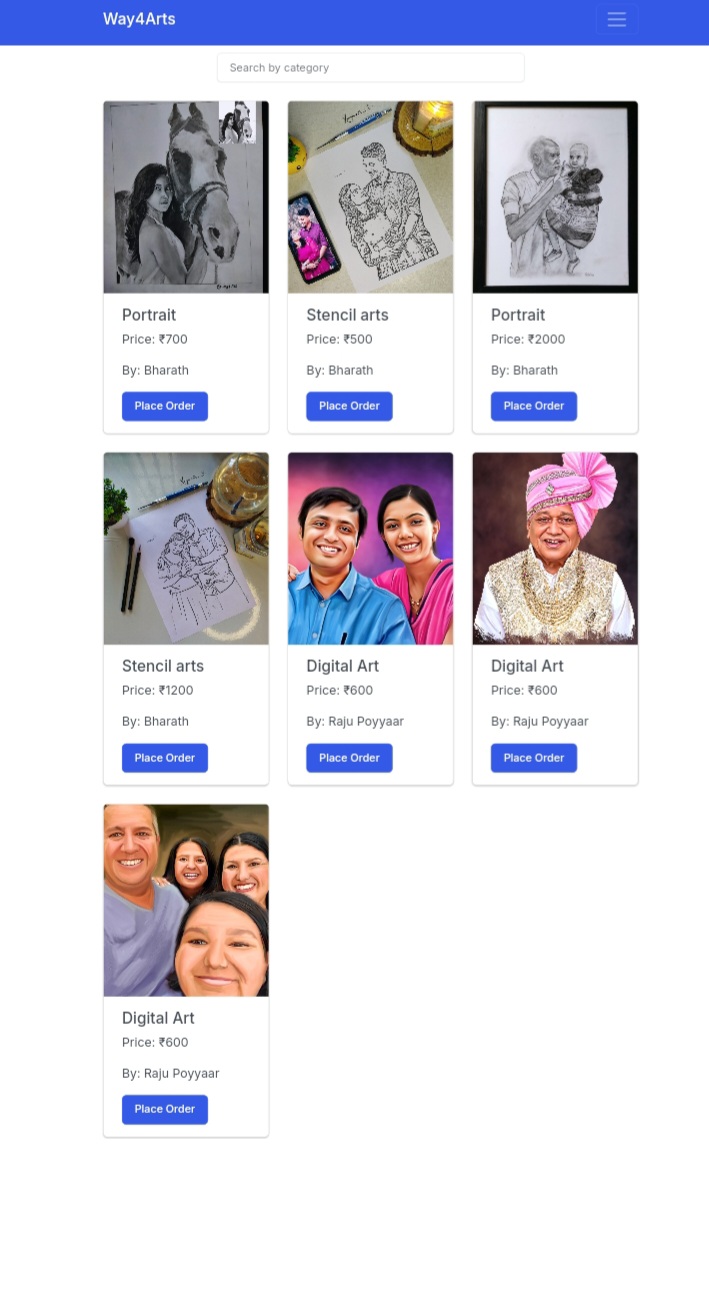 Way4Arts
Search by category
Portrait
Price: ₹700
By: Bharath
Place Order
Stencil arts
Price: ₹500
By: Bharath
Place Order
Portrait
Price: ₹2000
By: Bharath
Place Order
Stencil arts
Price: ₹1200
By: Bharath
Place Order
Digital Art
Price: ₹600
By: Raju Poyyaar
Place Order
Digital Art
Price: ₹600
By: Raju Poyyaar
Place Order
Digital Art
Price: ₹600
By: Raju Poyyaar
Place Order